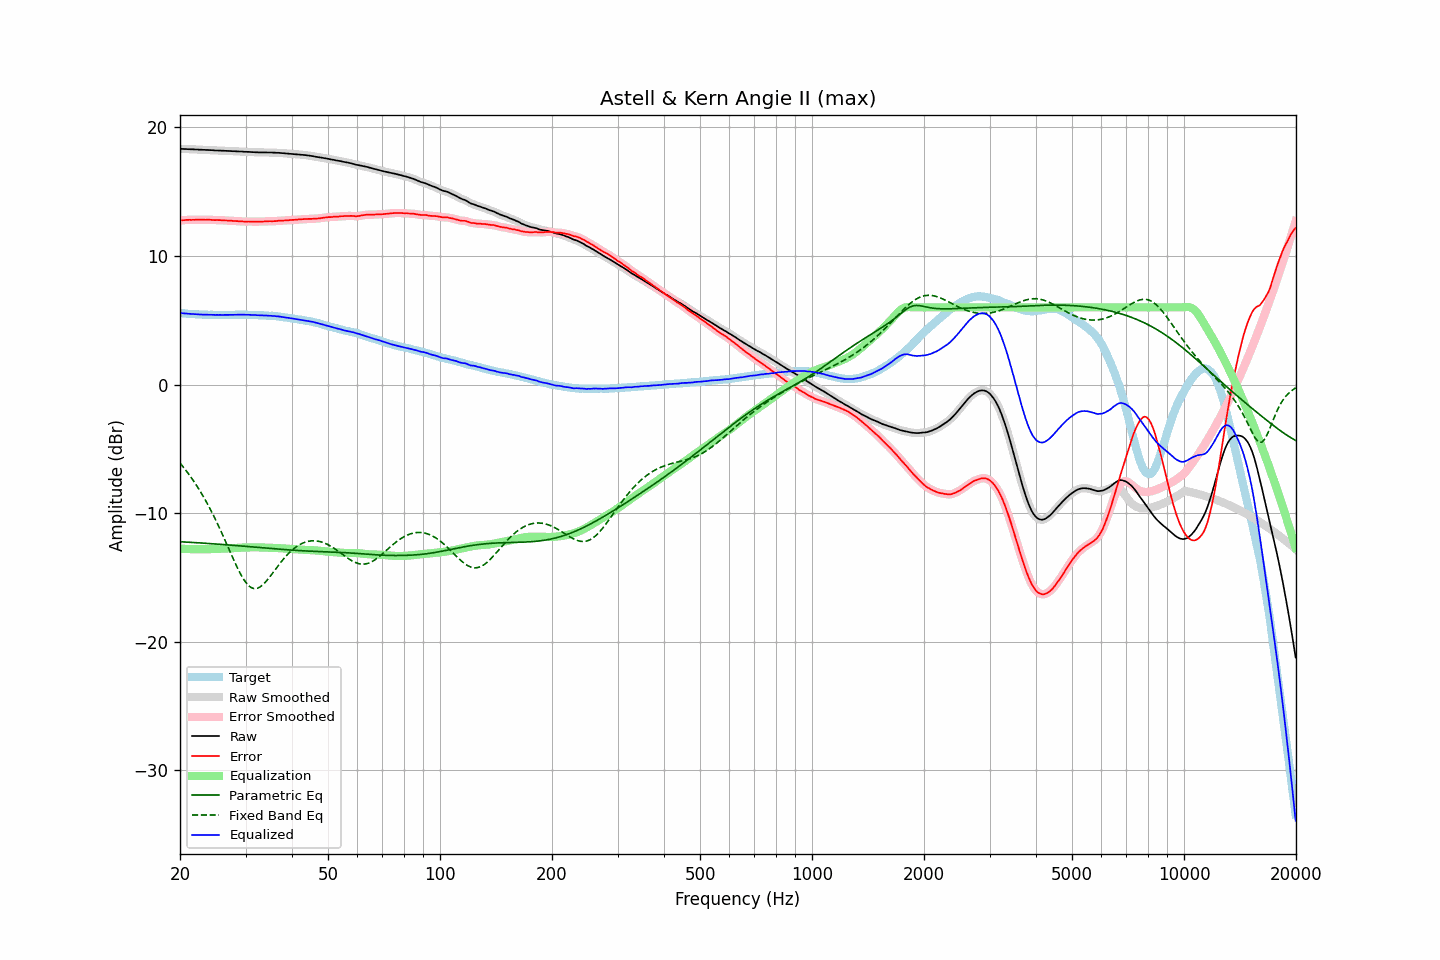 Astell & Kern Angie II (max)
20
10
0
−10
−20
−30
Amplitude (dBr)
Target
Raw Smoothed
Error Smoothed
Raw
Error
Equalization
Parametric Eq
Fixed Band Eq
Equalized
20 50 100 200 500 1000 2000 5000 10000 20000
Frequency (Hz)